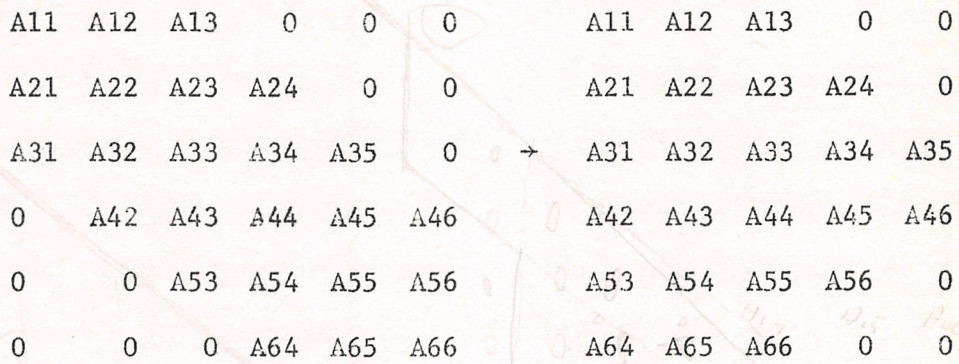 A11 A12 A13 0 0 0 A11 A12 A13 0 0
A21 A22 A23 A24 0 0 A21 A22 A23 A24 0
A31 A32 A33 A34 A35 0 → A31 A32 A33 A34 A35
0 A42 A43 A44 A45 A46 A42 A43 A44 A45 A46
0 0 A53 A54 A55 A56 A53 A54 A55 A56 0
0 0 0 A64 A65 A66 A64 A65 A66 0 0